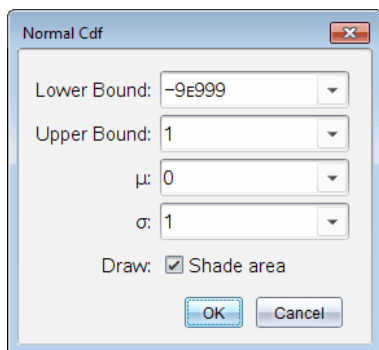 Normal Cdf
Lower Bound: -9E999
Upper Bound: 1
μ: 0
σ: 1
Draw: Shade area
OK Cancel